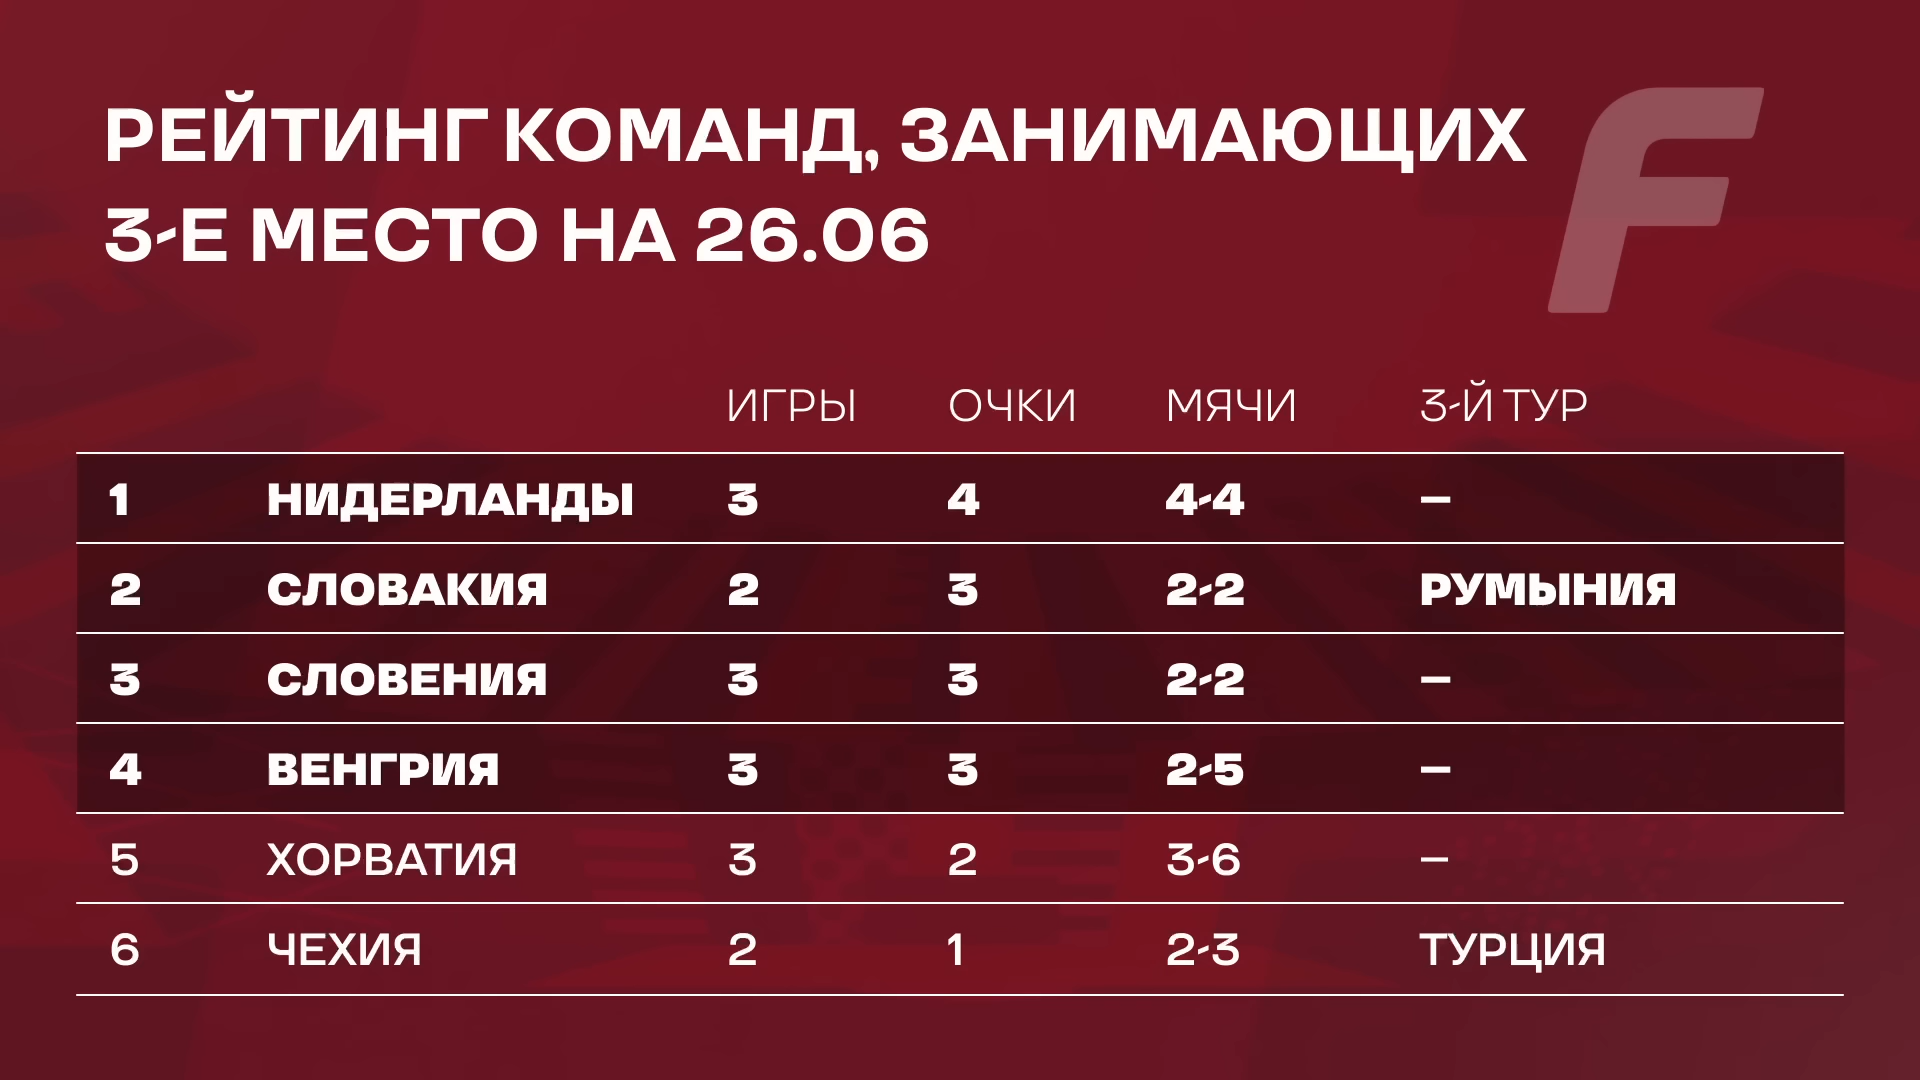 РЕЙТИНГ КОМАНД, ЗАНИМАЮЩИХ
3-Е МЕСТО НА 26.06
F
ИГРЫ ОЧКИ МЯЧИ 3-Й ТУР
1 НИДЕРЛАНДЫ 3 4 4-4 –
2 СЛОВАКИЯ 2 3 2-2 РУМЫНИЯ
3 СЛОВЕНИЯ 3 3 2-2 –
4 ВЕНГРИЯ 3 3 2-5 –
5 ХОРВАТИЯ 3 2 3-6 –
6 ЧЕХИЯ 2 1 2-3 ТУРЦИЯ